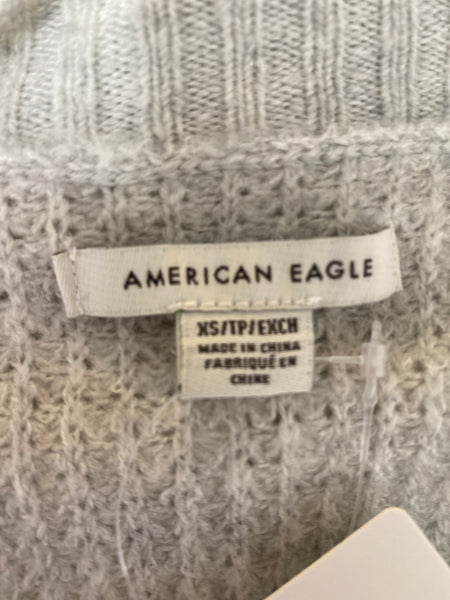 AMERICAN EAGLE
XS/TP/EXCH
MADE IN CHINA
FABRIQUÉ EN
CHINE